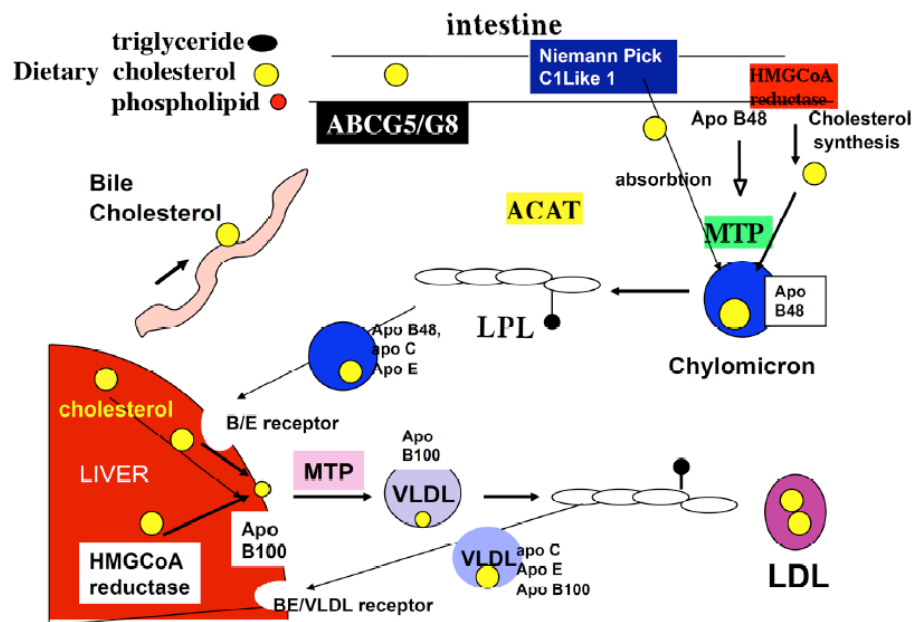 intestine
triglyceride
Dietary cholesterol
phospholipid
Niemann Pick
C1Like 1
HMGCoA
reductase
ABCG5/G8
Apo B48
Cholesterol
synthesis
absorbtion
Bile
Cholesterol
ACAT
MTP
Apo
B48
Chylomicron
LPL
Apo B48,
apo C
Apo E
B/E receptor
cholesterol
LIVER
HMGCoA
reductase
Apo
B100
MTP
Apo
B100
VLDL
VLDL
apo C
Apo E
Apo B100
BE/VLDL receptor
LDL